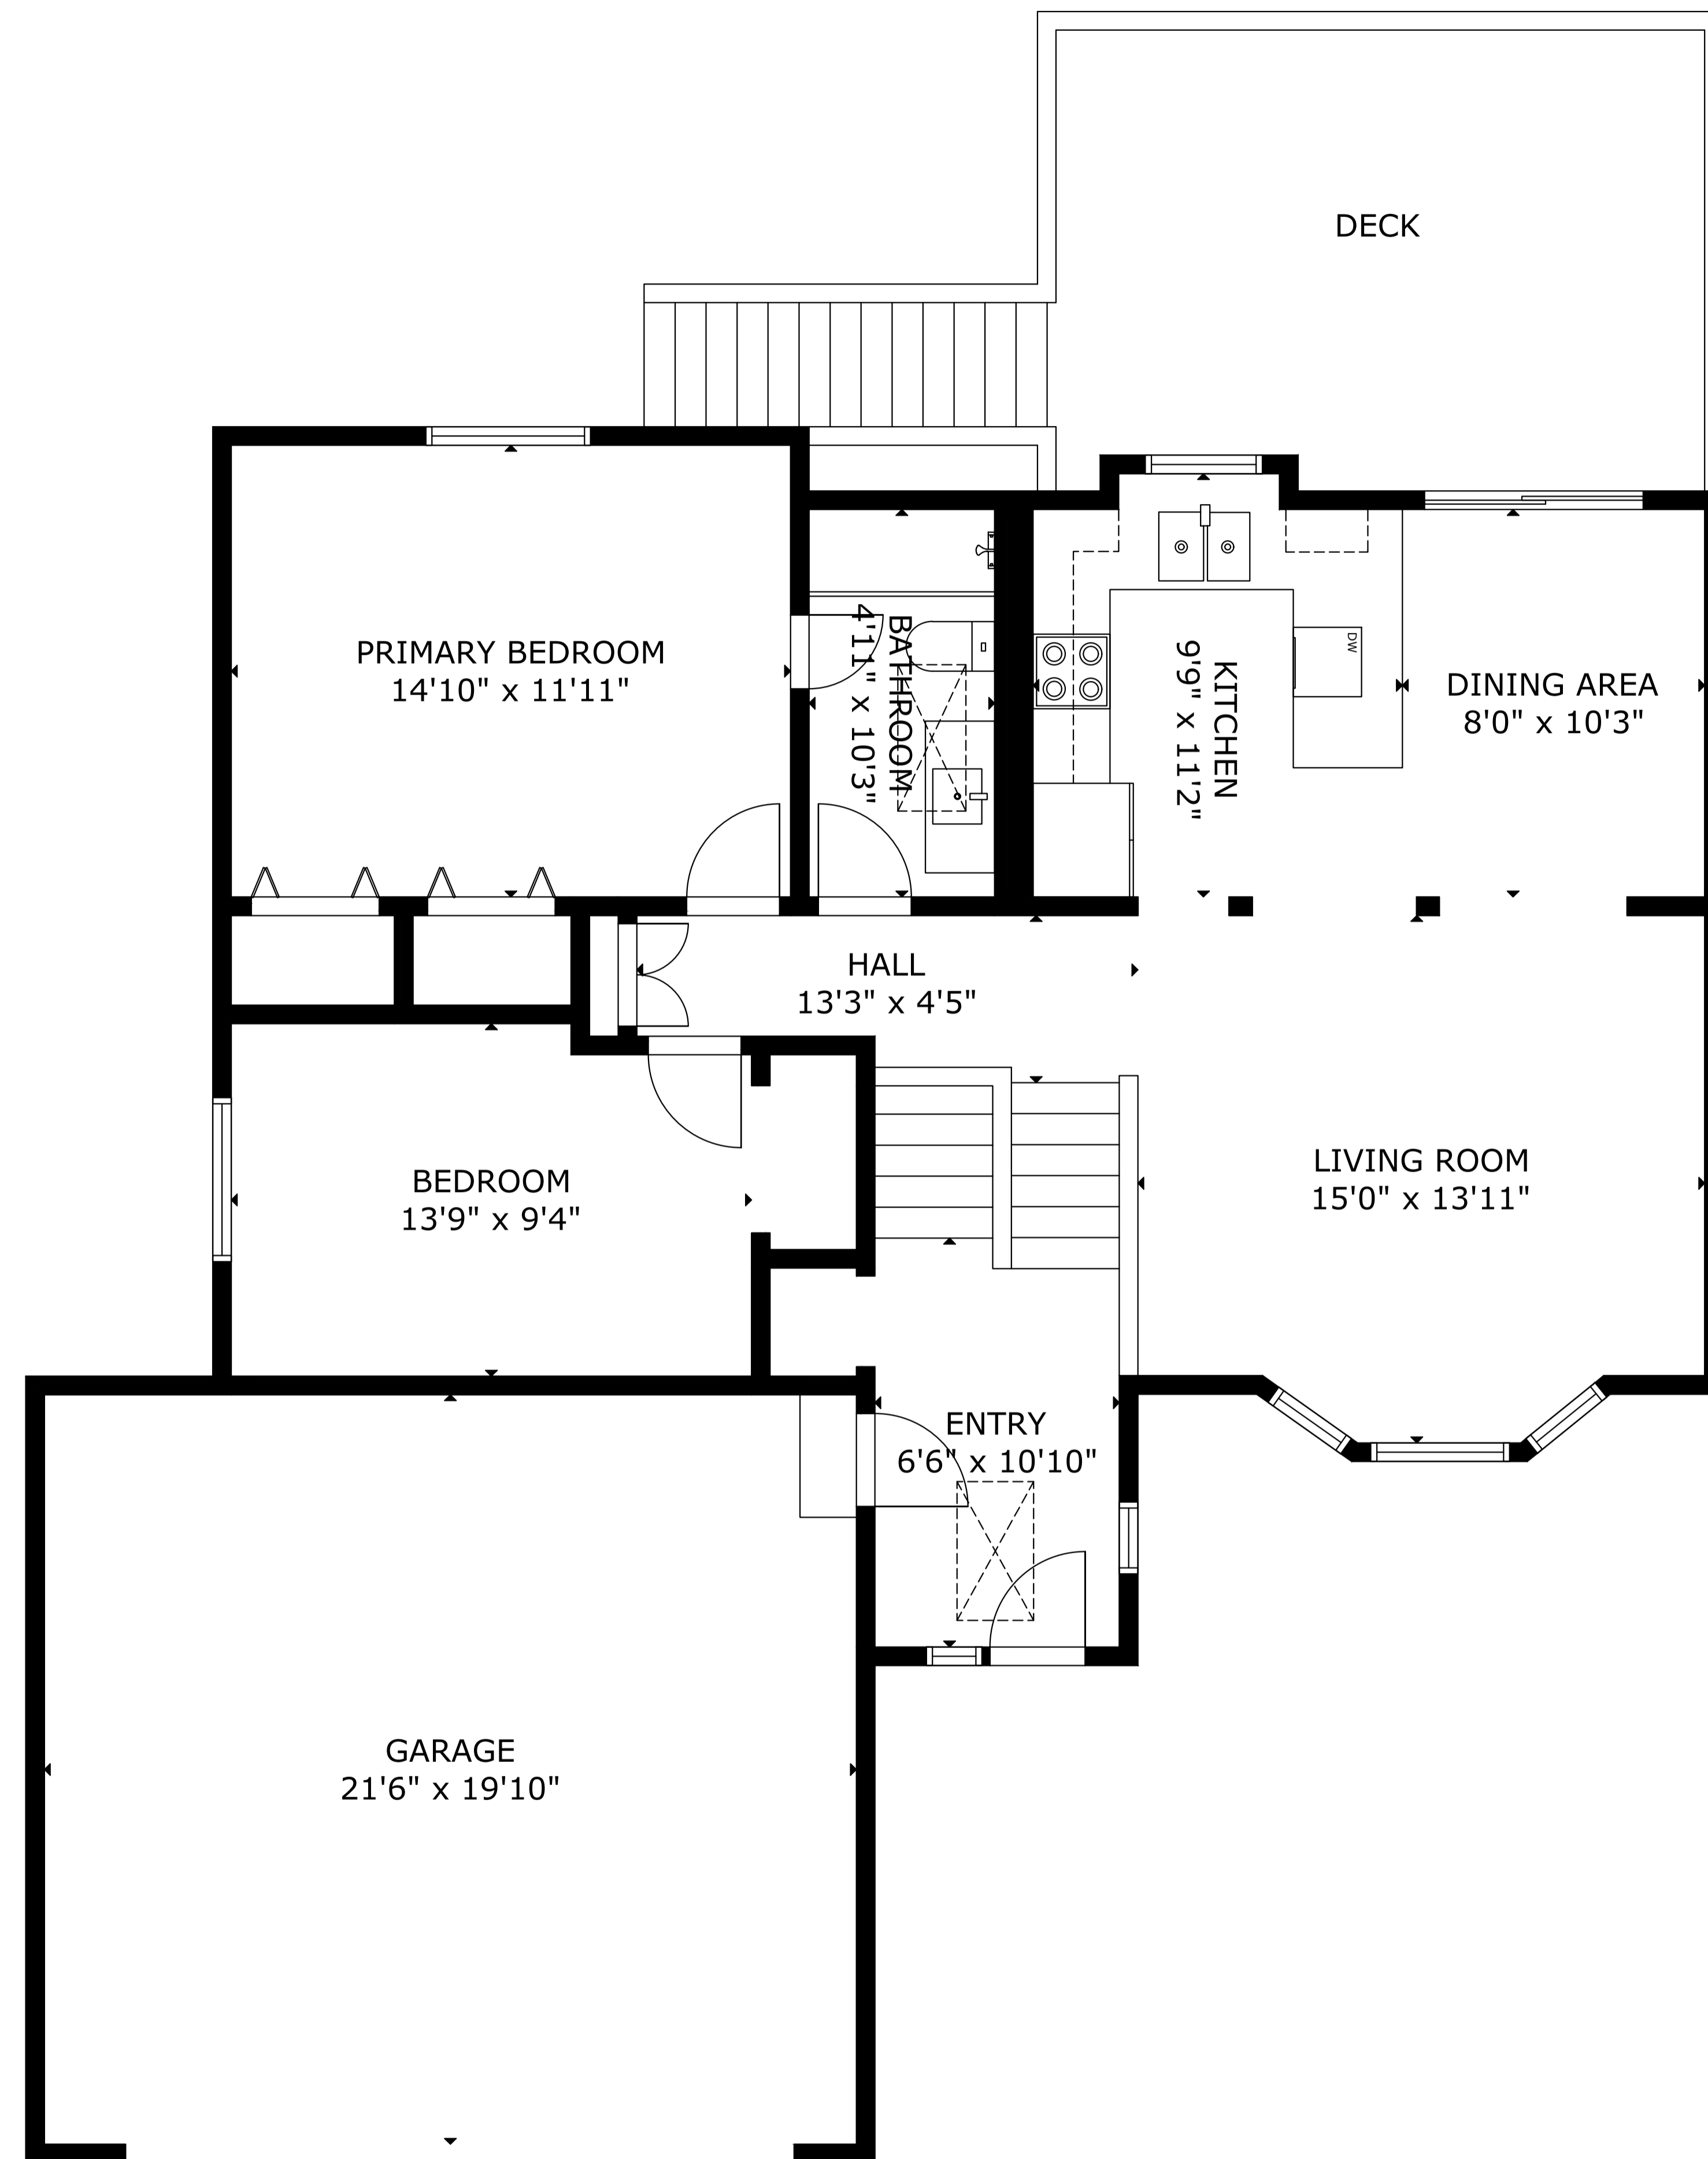 DECK
PRIMARY BEDROOM
14'10" x 11'11"
BATHROOM
4'11" x 10'3"
KITCHEN
9'9" x 11'2"
DW
DINING AREA
8'0" x 10'3"
HALL
13'3" x 4'5"
BEDROOM
13'9" x 9'4"
LIVING ROOM
15'0" x 13'11"
ENTRY
6'6" x 10'10"
GARAGE
21'6" x 19'10"